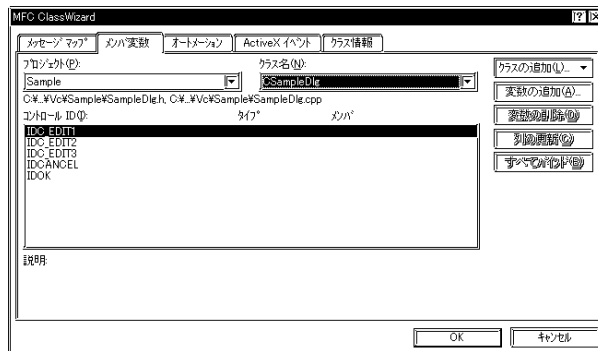 MFC ClassWizard
ﾒｯｾｰｼﾞ ﾏｯﾌﾟ ﾒﾝﾊﾞ変数 ｵｰﾄﾒｰｼｮﾝ ActiveX ｲﾍﾞﾝﾄ ｸﾗｽ情報
ﾌﾟﾛｼﾞｪｸﾄ(P): ｸﾗｽ名(N):
ｸﾗｽの追加(L)...
Sample CSampleDlg
変数の追加(A)...
C:¥..¥Vc¥Sample¥SampleDlg.h, C:¥..¥Vc¥Sample¥SampleDlg.cpp
ｺﾝﾄﾛｰﾙ ID(I): ﾀｲﾌﾟ ﾒﾝﾊﾞ
変数の削除(D)
IDC_EDIT1
IDC_EDIT2
列の更新(C)
IDC_EDIT3
IDCANCEL
すべてﾊﾞｲﾝﾄﾞ(B)
IDOK
説明:
OK ｷｬﾝｾﾙ